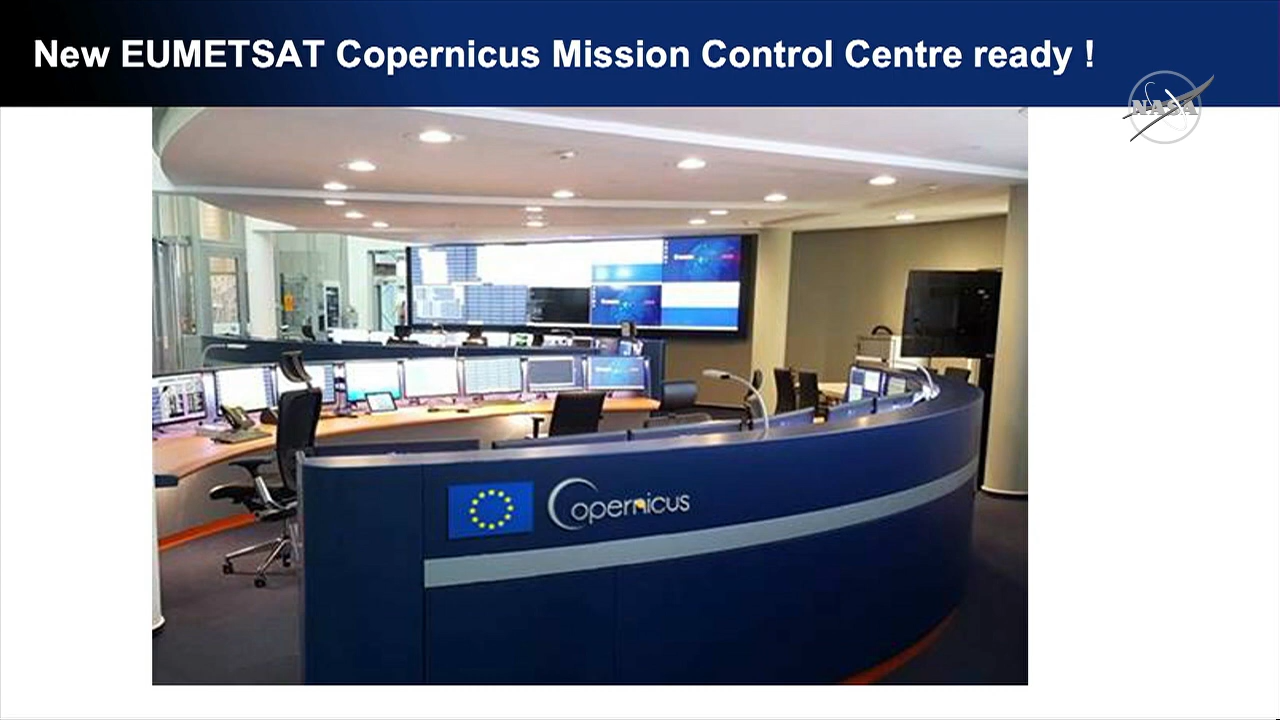 New EUMETSAT Copernicus Mission Control Centre ready !
NASA
Copernicus